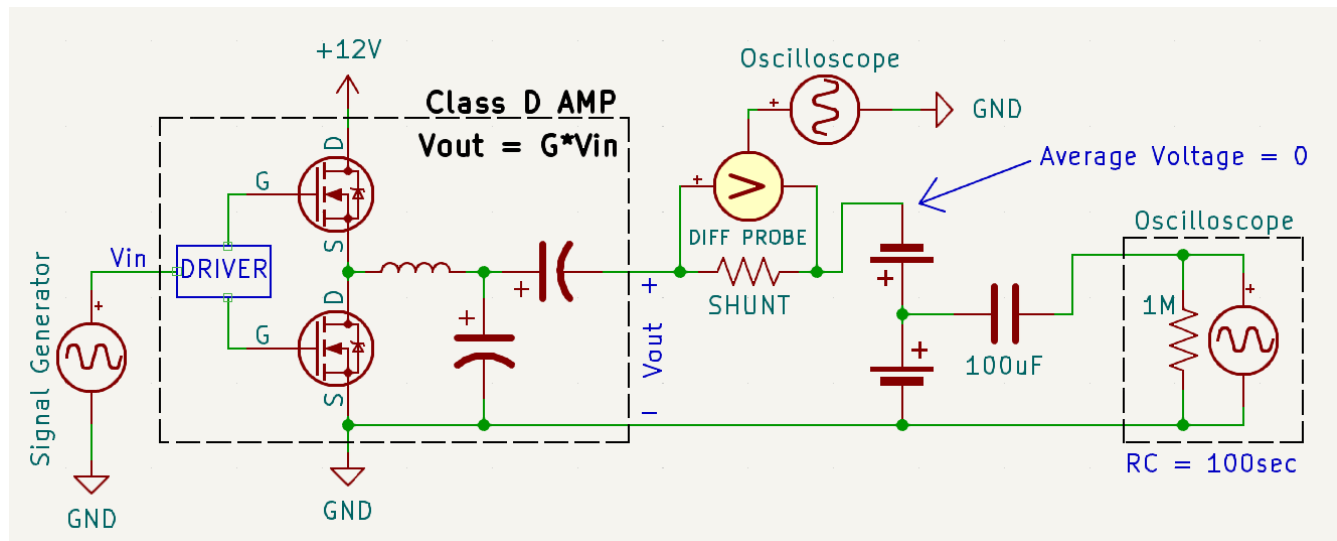 +12V
Class D AMP
Vout = G*Vin
Oscilloscope
+
GND
Average Voltage = 0
D
G
S
+
+
DIFF PROBE
SHUNT
Oscilloscope
Vin
DRIVER
+
Signal Generator
GND
D
G
S
+
+
+
Vout
−
GND
+
+
100uF
1M
+
RC = 100sec